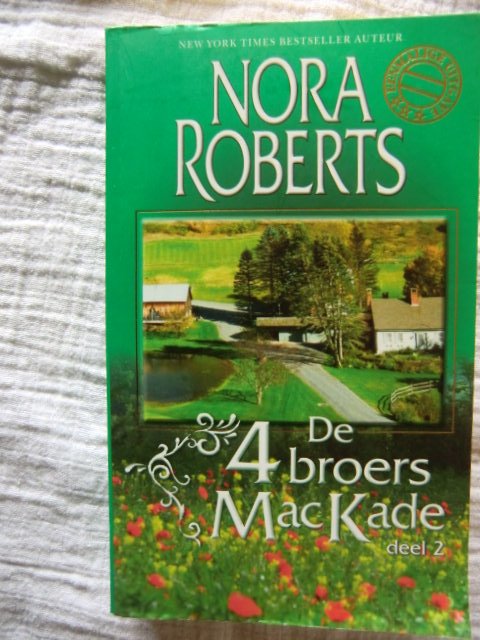 NEW YORK TIMES BESTSELLER AUTEUR
NORA
ROBERTS
De
4 broers
MacKade
deel 2